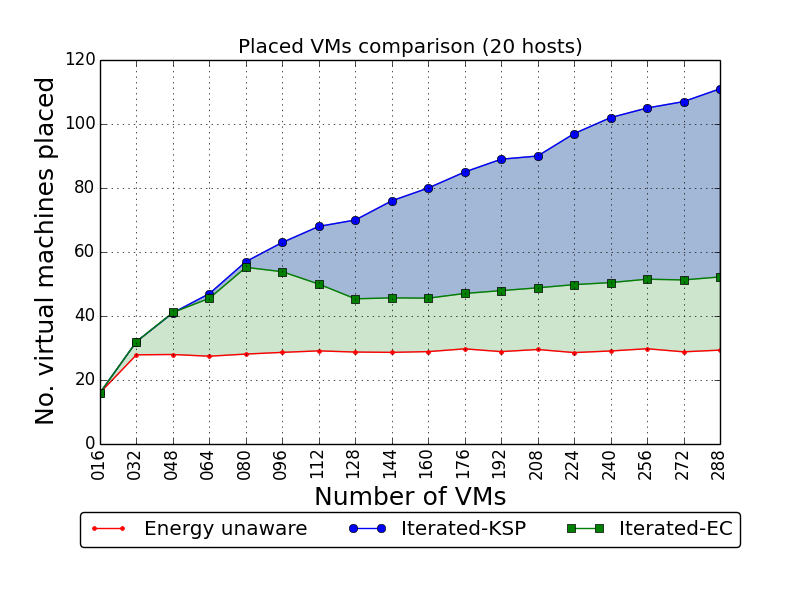 Placed VMs comparison (20 hosts)
No. virtual machines placed
120
100
80
60
40
20
0
016 032 048 064 080 096 112 128 144 160 176 192 208 224 240 256 272 288
Number of VMs
Energy unaware Iterated-KSP Iterated-EC